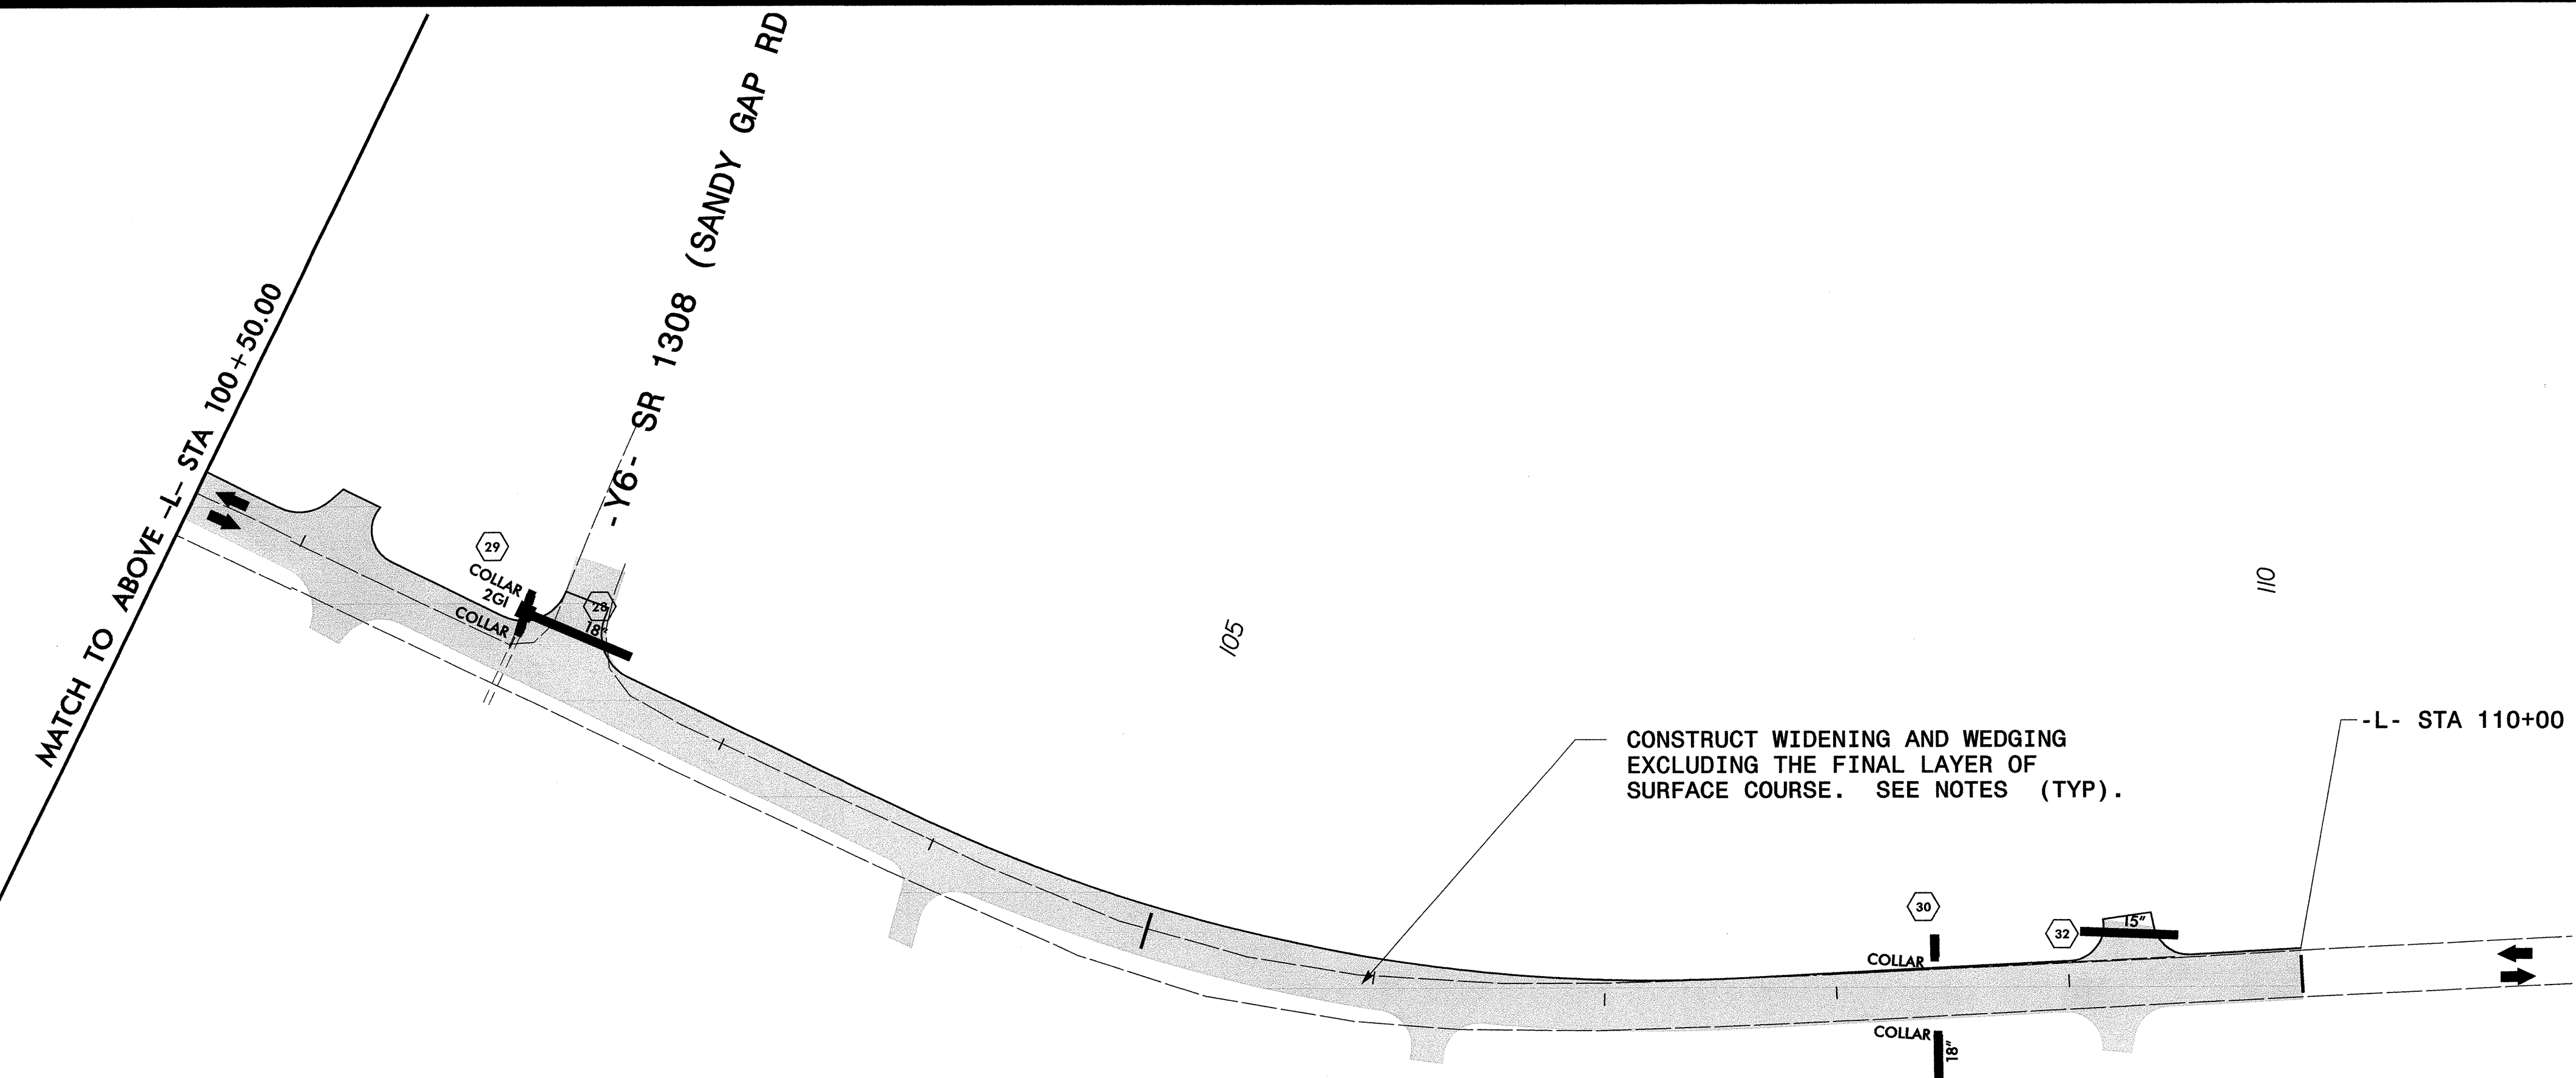 MATCH TO ABOVE -L- STA 100+50.00
-Y6- SR 1308 (SANDY GAP RD
29
COLLAR
2GI
COLLAR
28
18"
105
110
-L- STA 110+00
CONSTRUCT WIDENING AND WEDGING
EXCLUDING THE FINAL LAYER OF
SURFACE COURSE. SEE NOTES (TYP).
30
COLLAR
32
15"
COLLAR
18"